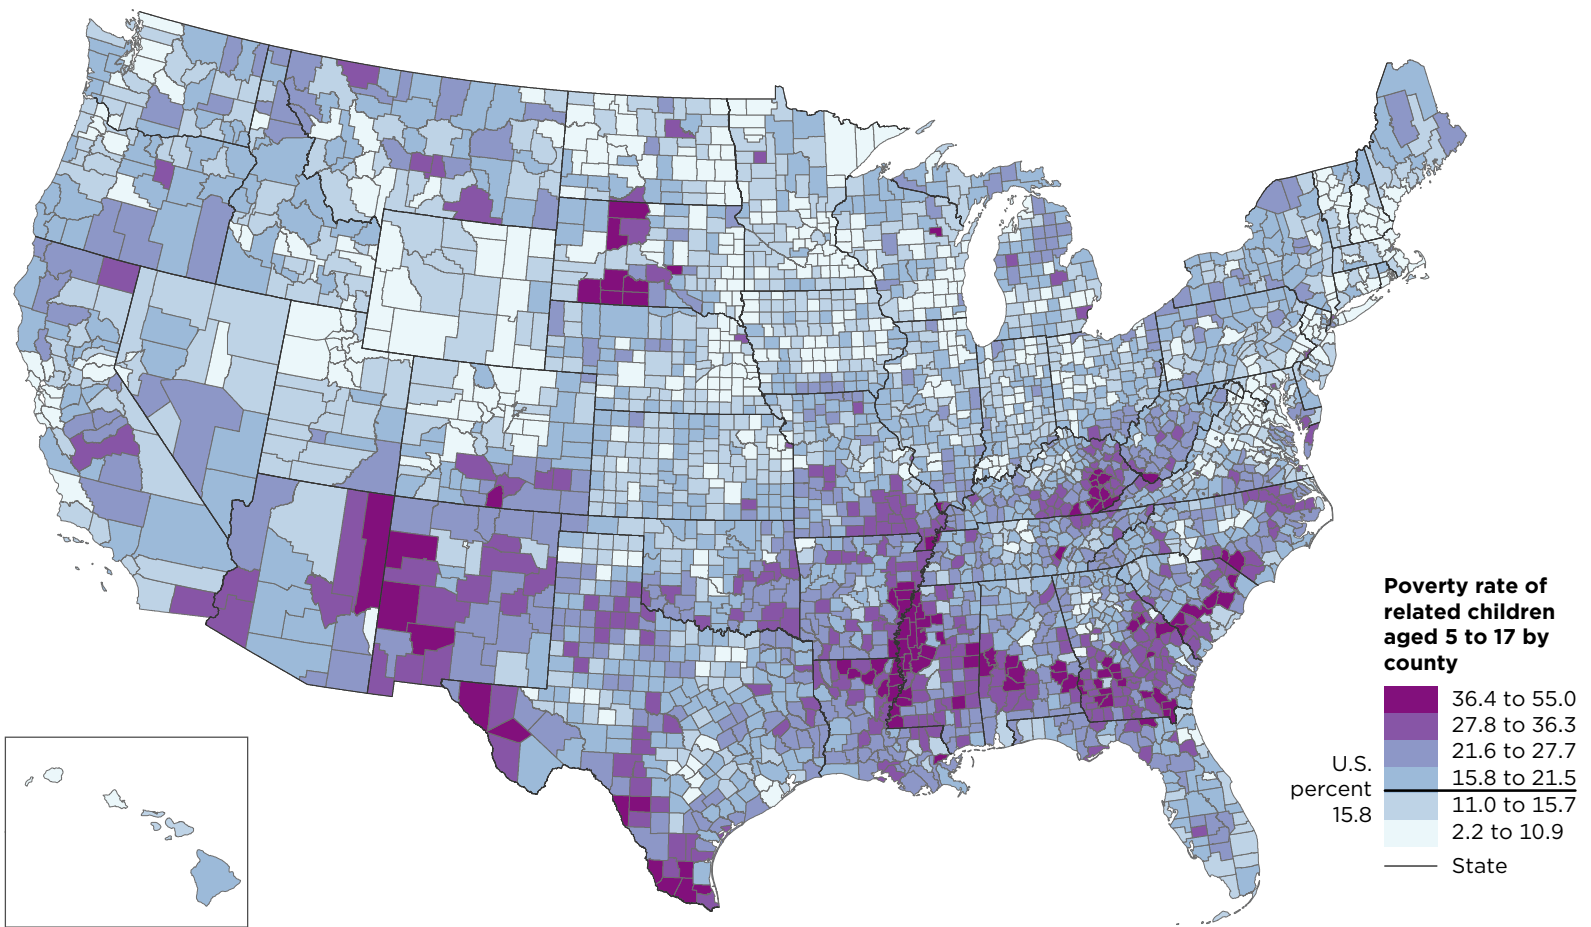 Poverty rate of
related children
aged 5 to 17 by
county
36.4 to 55.0
27.8 to 36.3
21.6 to 27.7
15.8 to 21.5
11.0 to 15.7
2.2 to 10.9
U.S.
percent
15.8
State